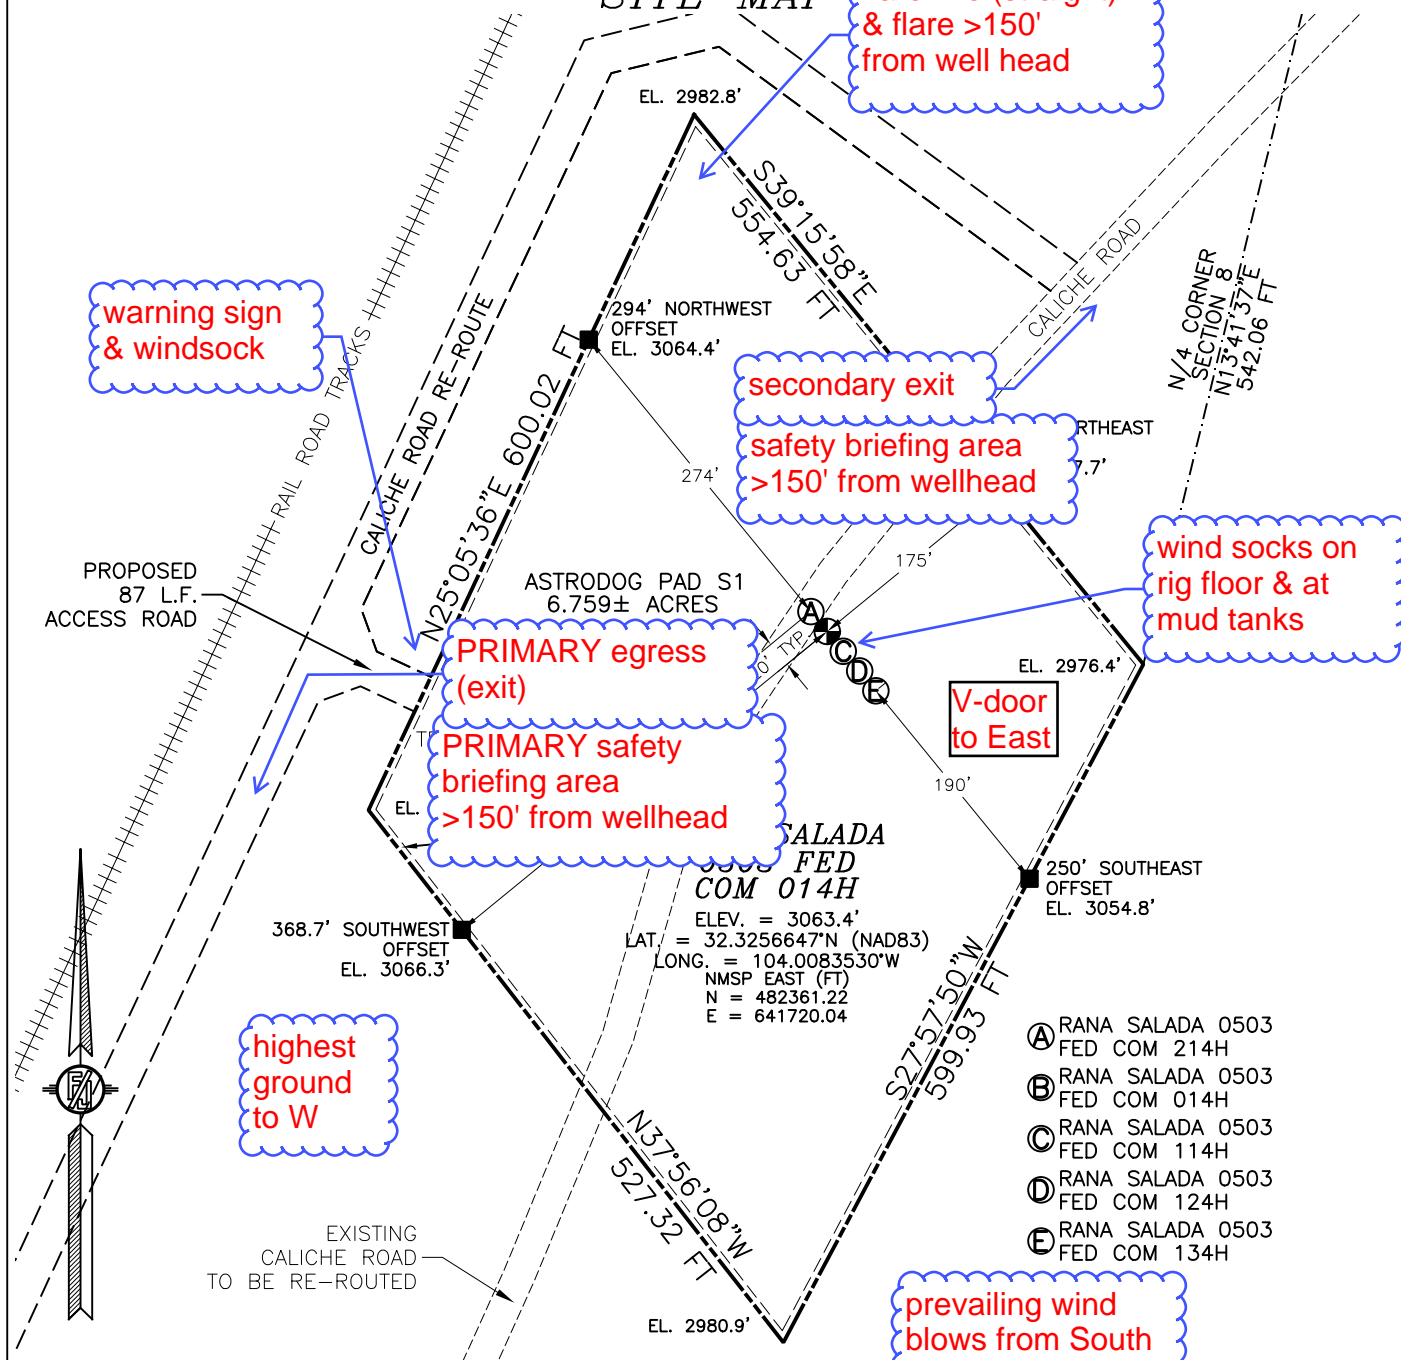 SITE MAP
& flare >150'
from well head
EL. 2982.8'
S39°15'58"E
554.63 FT
CALICHE ROAD
N/4 CORNER
SECTION 8
N13°41'37"E
542.06 FT
warning sign
& windsock
RAIL ROAD TRACKS
CALICHE ROAD RE-ROUTE
N25°05'36"E 600.02 FT
294' NORTHWEST
OFFSET
EL. 3064.4'
274'
secondary exit
safety briefing area
>150' from wellhead
RTHEAST
7.7'
175'
wind socks on
rig floor & at
mud tanks
PROPOSED
87 L.F.
ACCESS ROAD
ASTRODOG PAD S1
6.759± ACRES
0' TYP
A
C
D
E
EL. 2976.4'
PRIMARY egress
(exit)
V-door
to East
PRIMARY safety
briefing area
>150' from wellhead
EL.
190'
SALADA
FED
COM 014H
ELEV. = 3063.4'
LAT. = 32.3256647°N (NAD83)
LONG. = 104.0083530°W
NMSP EAST (FT)
N = 482361.22
E = 641720.04
250' SOUTHEAST
OFFSET
EL. 3054.8'
368.7' SOUTHWEST
OFFSET
EL. 3066.3'
highest
ground
to W
S27°57'50"W
599.93 FT
N37°56'08"W
527.32 FT
A RANA SALADA 0503
FED COM 214H
B RANA SALADA 0503
FED COM 014H
C RANA SALADA 0503
FED COM 114H
D RANA SALADA 0503
FED COM 124H
E RANA SALADA 0503
FED COM 134H
EXISTING
CALICHE ROAD
TO BE RE-ROUTED
EL. 2980.9'
prevailing wind
blows from South